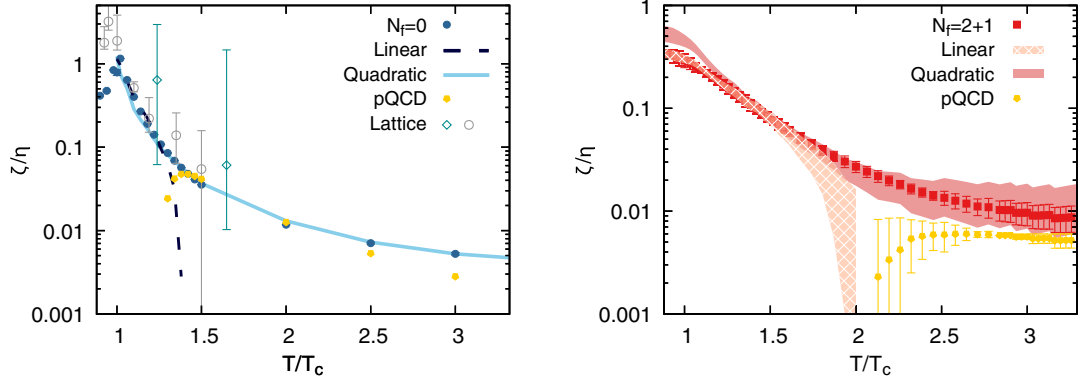 1
0.1
0.01
0.001
ζ/η
N_f=0
Linear
Quadratic
pQCD
Lattice
1 1.5 2 2.5 3
T/T_c
1
0.1
0.01
0.001
ζ/η
N_f=2+1
Linear
Quadratic
pQCD
1 1.5 2 2.5 3
T/T_c